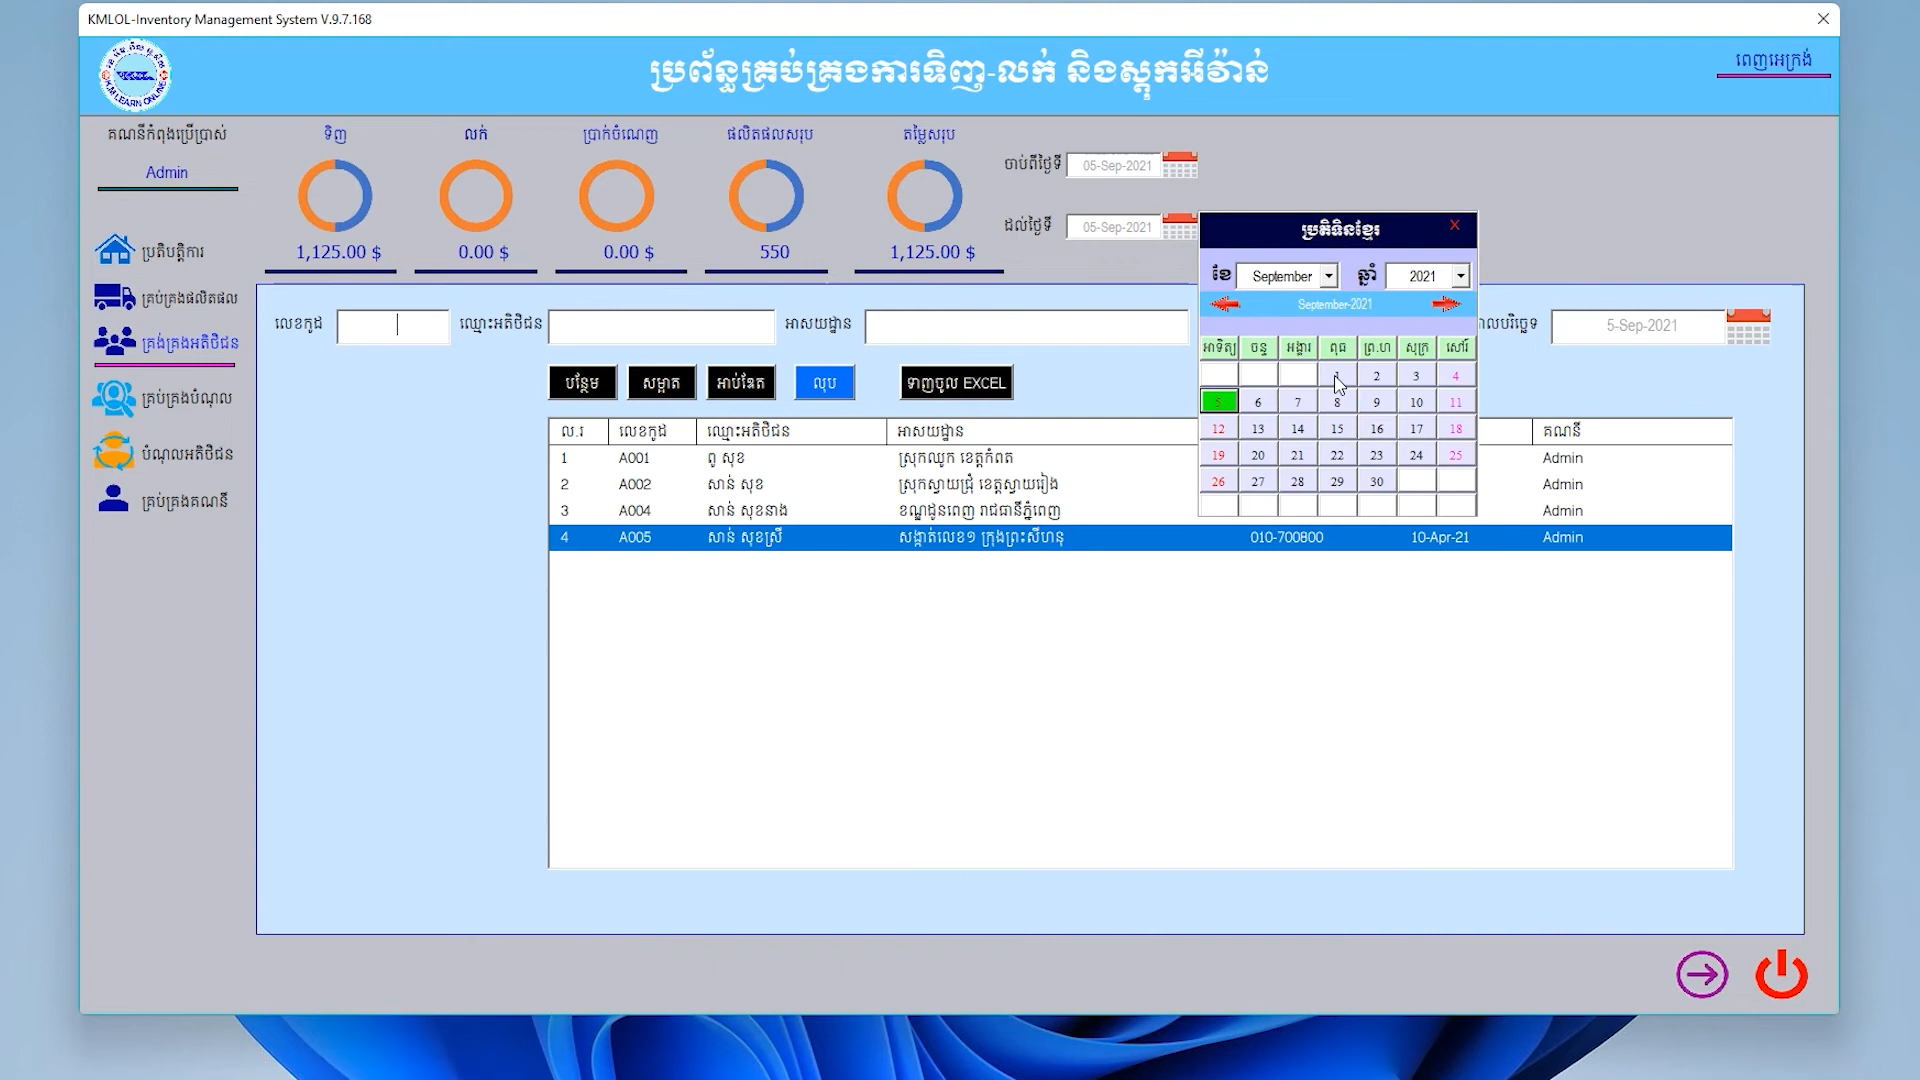 KMLOL-Inventory Management System V.9.7.168
ប្រព័ន្ធគ្រប់គ្រងការទិញ-លក់ និងស្តុកអីវ៉ាន់
ពេញអេក្រង់
គណនីកំពុងប្រើប្រាស់
Admin
ទិញ លក់ ប្រាក់ចំណេញ ផលិតផលសរុប តម្លៃសរុប
1,125.00 $ 0.00 $ 0.00 $ 550 1,125.00 $
ចាប់ពីថ្ងៃទី 05-Sep-2021
ដល់ថ្ងៃទី 05-Sep-2021
ប្រតិបត្តិការ
គ្រប់គ្រងផលិតផល
គ្រង់គ្រងអតិថិជន
គ្រប់គ្រងបំណុល
បំណុលអតិថិជន
គ្រប់គ្រងគណនី
ប្រតិទិនខ្មែរ X
ខែ September ឆ្នាំ 2021
September-2021
អាទិត្យ ចន្ទ អង្គារ ពុធ ព្រ.ហ សុក្រ សៅរ៍
1 2 3 4
5 6 7 8 9 10 11
12 13 14 15 16 17 18
19 20 21 22 23 24 25
26 27 28 29 30
លេខកូដ ឈ្មោះអតិថិជន អាសយដ្ឋាន 5-Sep-2021
បន្ថែម សម្អាត អាប់ឌែត លុប ទាញចូល EXCEL
ល.រ លេខកូដ ឈ្មោះអតិថិជន អាសយដ្ឋាន គណនី
1 A001 ពូ សុខ ស្រុកឈូក ខេត្តកំពត Admin
2 A002 សាន់ សុខ ស្រុកស្វាយជ្រុំ ខេត្តស្វាយរៀង Admin
3 A004 សាន់ សុខនាង ខណ្ឌដូនពេញ រាជធានីភ្នំពេញ Admin
4 A005 សាន់ សុខស្រី សង្កាត់លេខ១ ក្រុងព្រះសីហនុ 010-700800 10-Apr-21 Admin